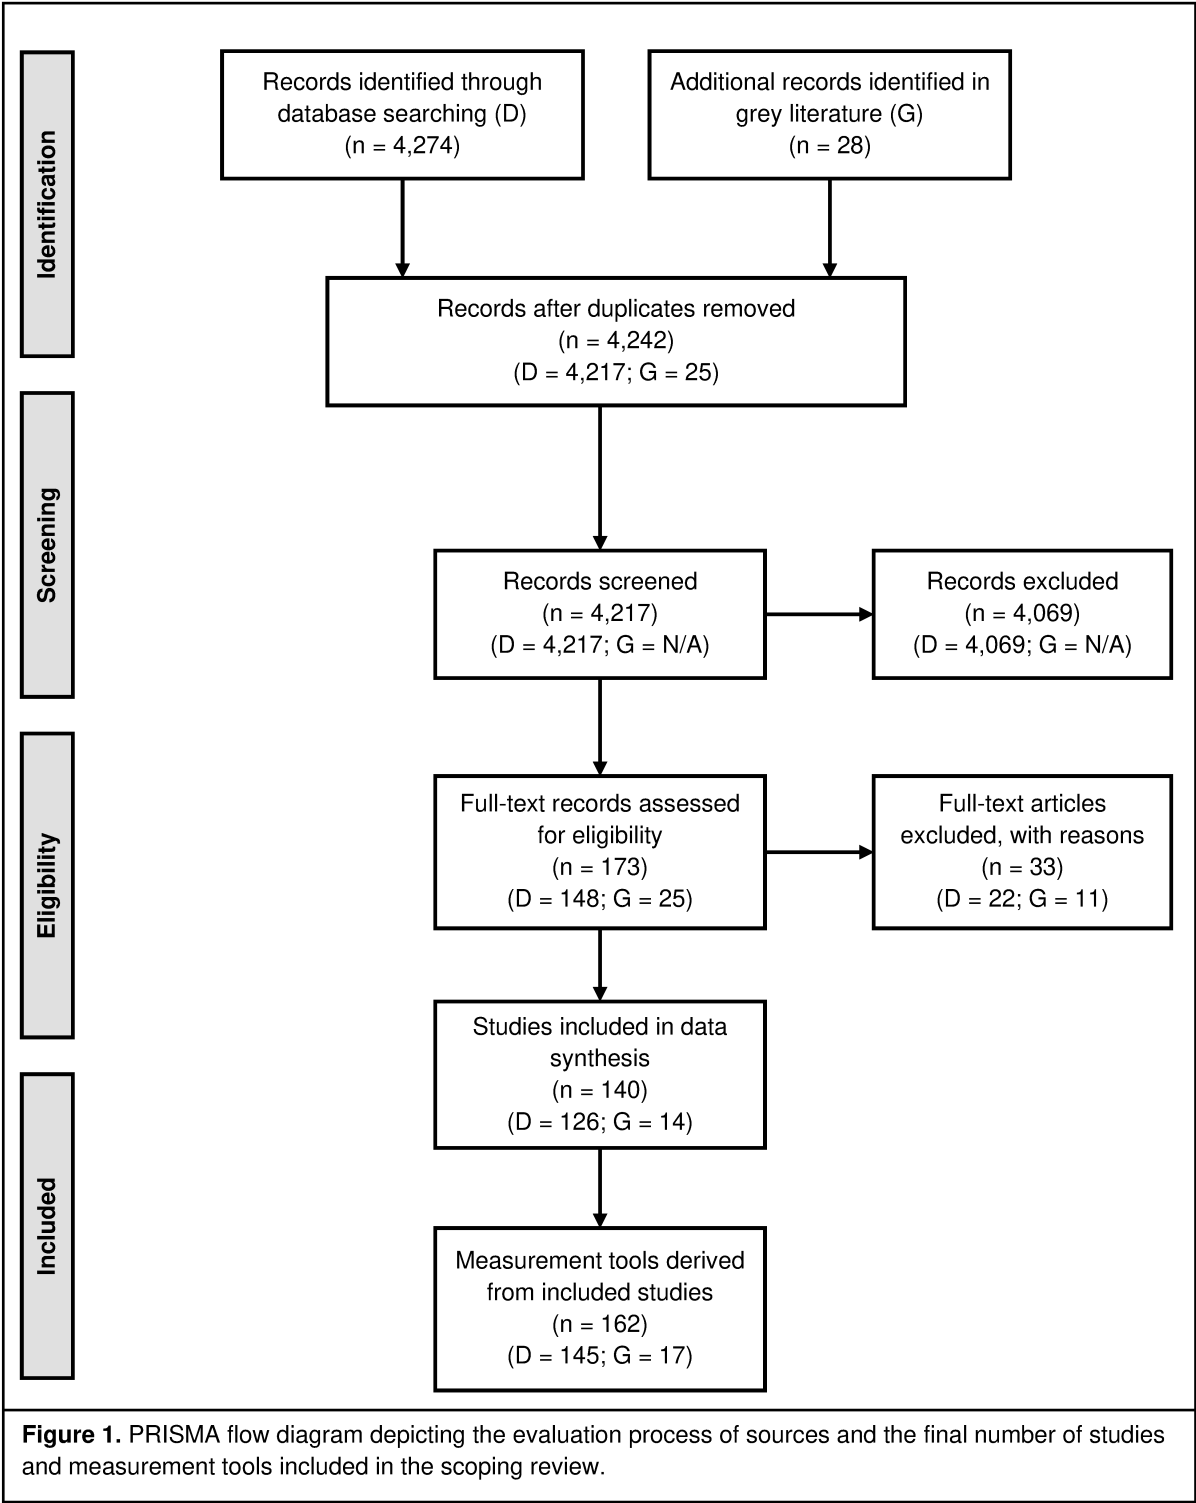 Identification
Records identified through
database searching (D)
(n = 4,274)
Additional records identified in
grey literature (G)
(n = 28)
Records after duplicates removed
(n = 4,242)
(D = 4,217; G = 25)
Screening
Records screened
(n = 4,217)
(D = 4,217; G = N/A)
Records excluded
(n = 4,069)
(D = 4,069; G = N/A)
Eligibility
Full-text records assessed
for eligibility
(n = 173)
(D = 148; G = 25)
Full-text articles
excluded, with reasons
(n = 33)
(D = 22; G = 11)
Studies included in data
synthesis
(n = 140)
(D = 126; G = 14)
Included
Measurement tools derived
from included studies
(n = 162)
(D = 145; G = 17)
Figure 1. PRISMA flow diagram depicting the evaluation process of sources and the final number of studies
and measurement tools included in the scoping review.